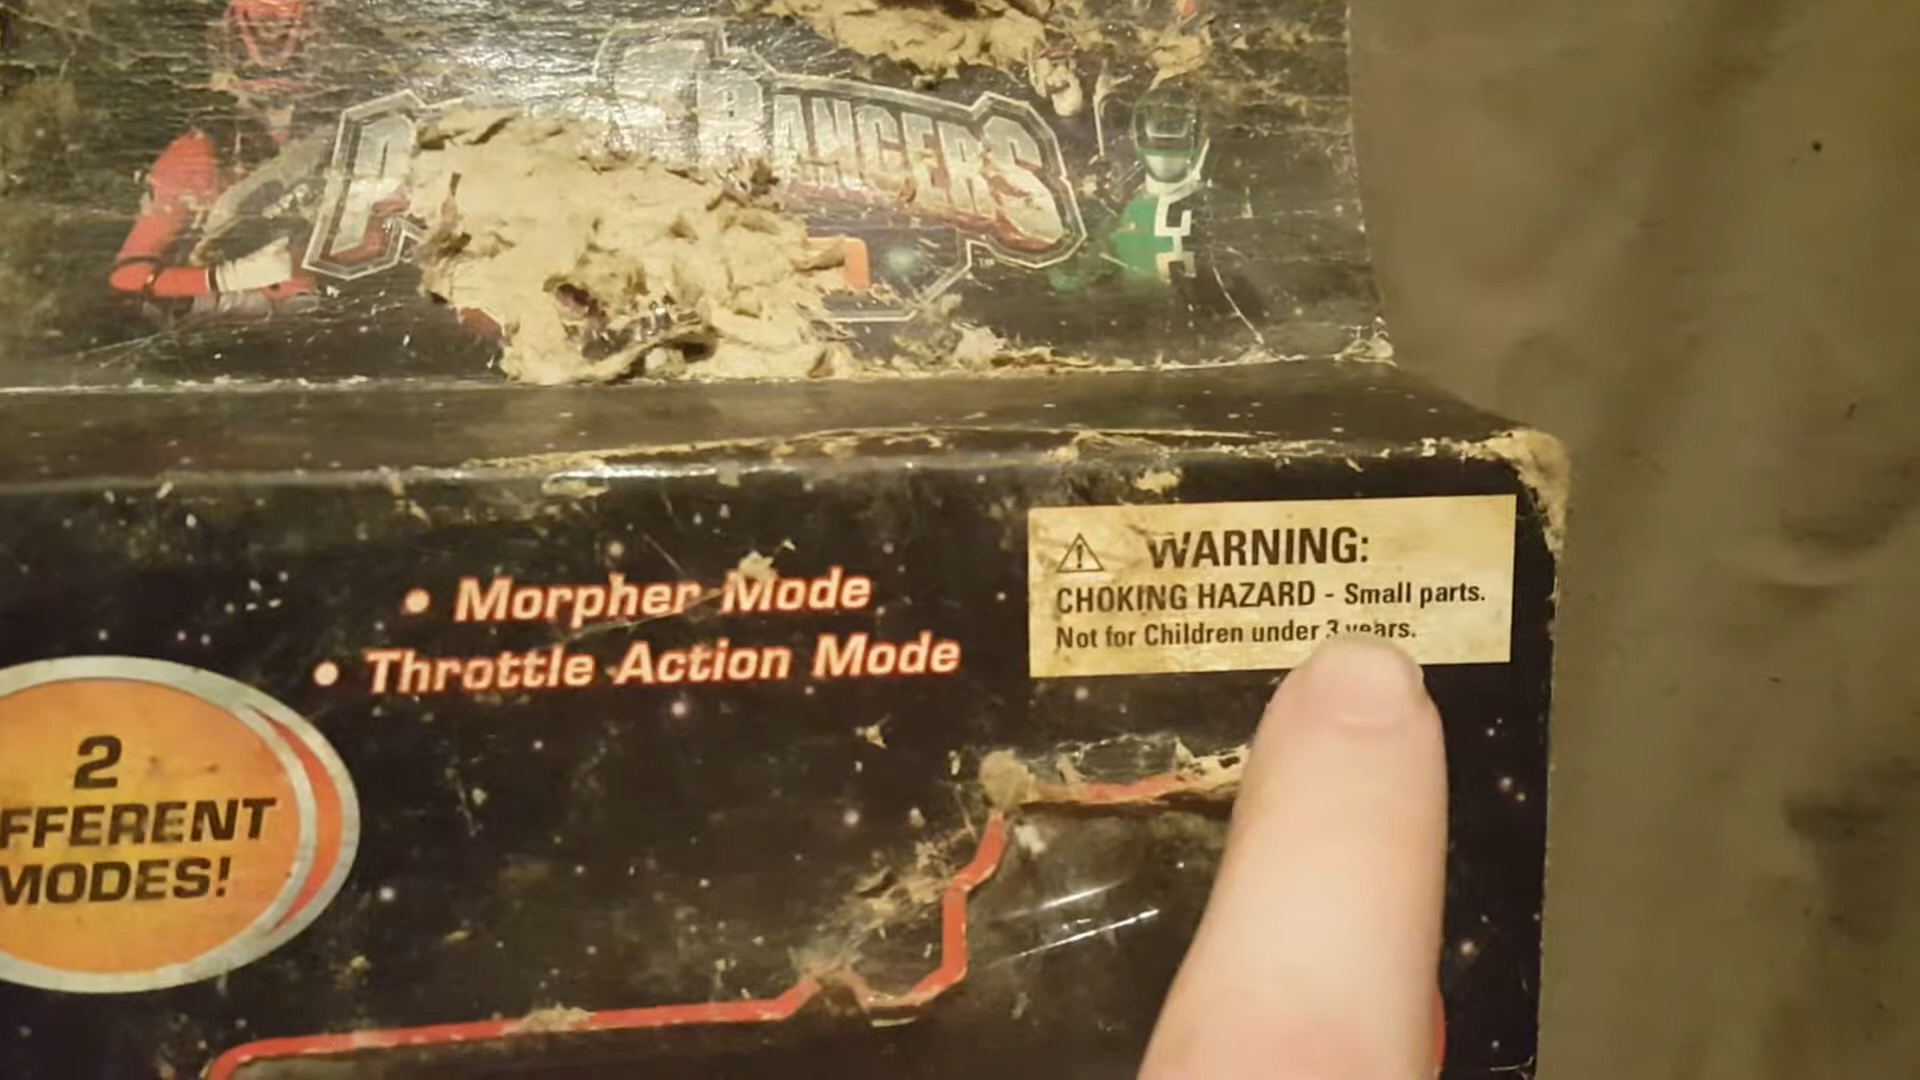 RANGERS
TM
• Morpher Mode
• Throttle Action Mode
⚠ WARNING:
CHOKING HAZARD - Small parts.
Not for Children under 3 years.
2
FFERENT
MODES!